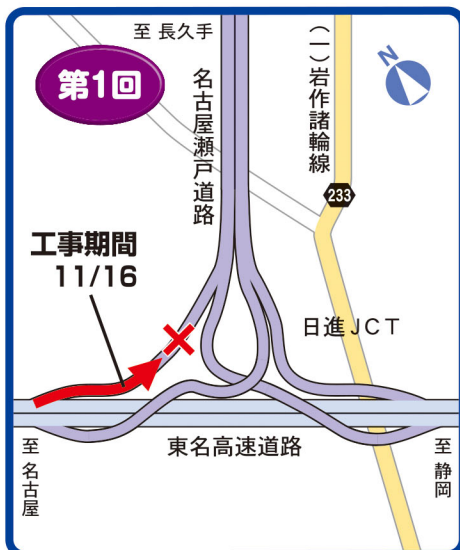 至 長久手
N
第1回
名古屋瀬戸道路
(一)岩作諸輪線
233
工事期間
11/16
日進JCT
至 名古屋
東名高速道路
至 静岡